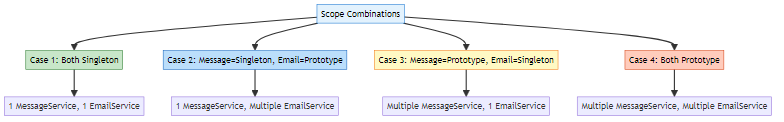 Scope Combinations
Case 1: Both Singleton
Case 2: Message=Singleton, Email=Prototype
Case 3: Message=Prototype, Email=Singleton
Case 4: Both Prototype
1 MessageService, 1 EmailService
1 MessageService, Multiple EmailService
Multiple MessageService, 1 EmailService
Multiple MessageService, Multiple EmailService